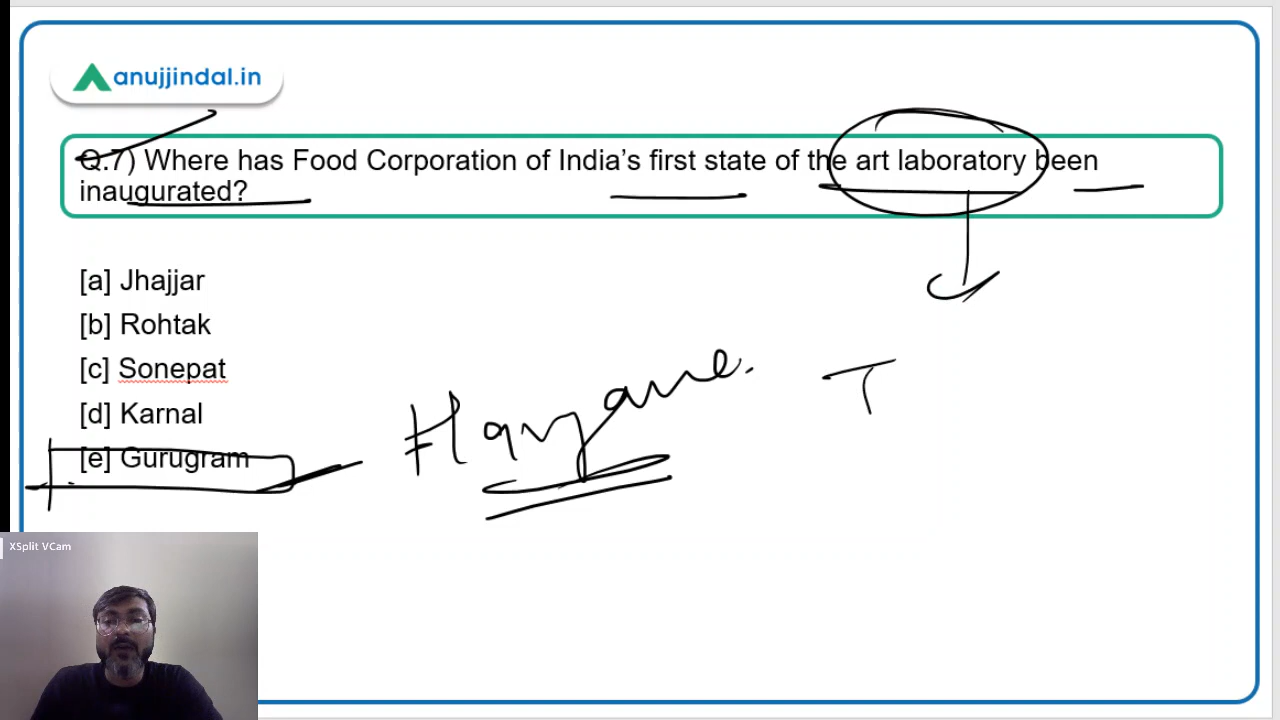 anujjindal.in
Q.7) Where has Food Corporation of India's first state of the art laboratory been
inaugurated?
[a] Jhajjar
[b] Rohtak
[c] Sonepat
[d] Karnal
[e] Gurugram
Haryane.
T
XSplit VCam